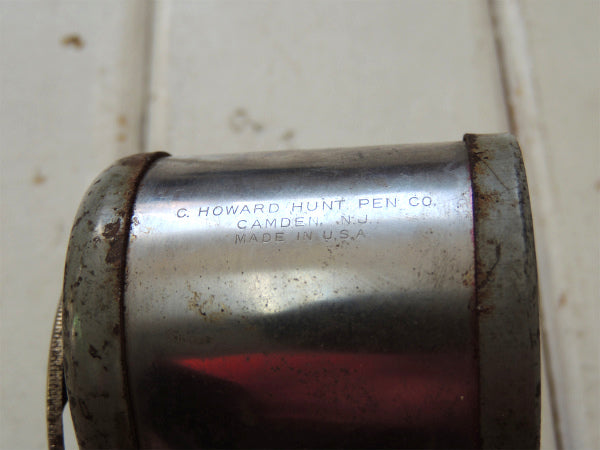 C. HOWARD HUNT PEN CO.
CAMDEN, N.J.
MADE IN U.S.A.